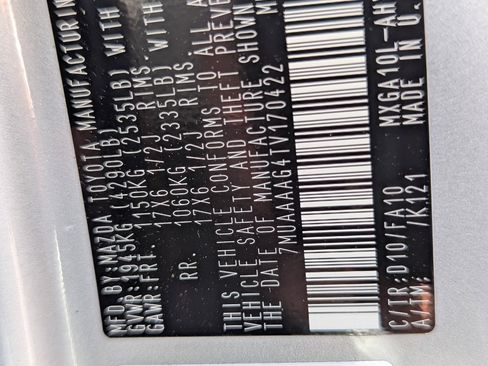 MFD. BY:MAZDA TOYOTA MANUFACTURIN
GVWR:1945KG (4290LB)
GAWR:FRT. 1150KG (2535LB) WITH
17X6 1/2J RIMS.
RR. 1060KG (2335LB) WITH
17X6 1/2J RIMS.
THIS VEHICLE CONFORMS TO ALL A
VEHICLE SAFETY AND THEFT PREVE
THE DATE OF MANUFACTURE SHOWN
7MUAAAAG4TV170422
C/TR:D10/FA10 MXGA10L-AH
A/TM: /K121 MADE IN U.